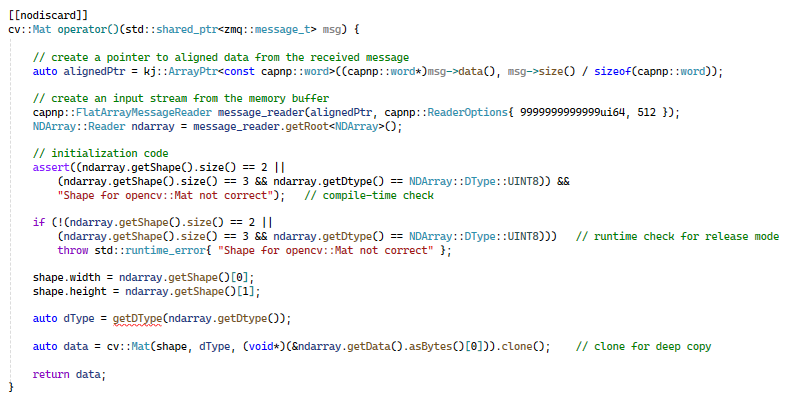 [[nodiscard]]
cv::Mat operator()(std::shared_ptr<zmq::message_t> msg) {
// create a pointer to aligned data from the received message
auto alignedPtr = kj::ArrayPtr<const capnp::word>((capnp::word*)msg->data(), msg->size() / sizeof(capnp::word));
// create an input stream from the memory buffer
capnp::FlatArrayMessageReader message_reader(alignedPtr, capnp::ReaderOptions{ 9999999999999ui64, 512 });
NDArray::Reader ndarray = message_reader.getRoot<NDArray>();
// initialization code
assert((ndarray.getShape().size() == 2 ||
(ndarray.getShape().size() == 3 && ndarray.getDtype() == NDArray::DType::UINT8)) &&
"Shape for opencv::Mat not correct");   // compile-time check
if (!(ndarray.getShape().size() == 2 ||
(ndarray.getShape().size() == 3 && ndarray.getDtype() == NDArray::DType::UINT8)))   // runtime check for release mode
throw std::runtime_error{ "Shape for opencv::Mat not correct" };
shape.width = ndarray.getShape()[0];
shape.height = ndarray.getShape()[1];
auto dType = getDType(ndarray.getDtype());
auto data = cv::Mat(shape, dType, (void*)(&ndarray.getData().asBytes()[0])).clone();    // clone for deep copy
return data;
}